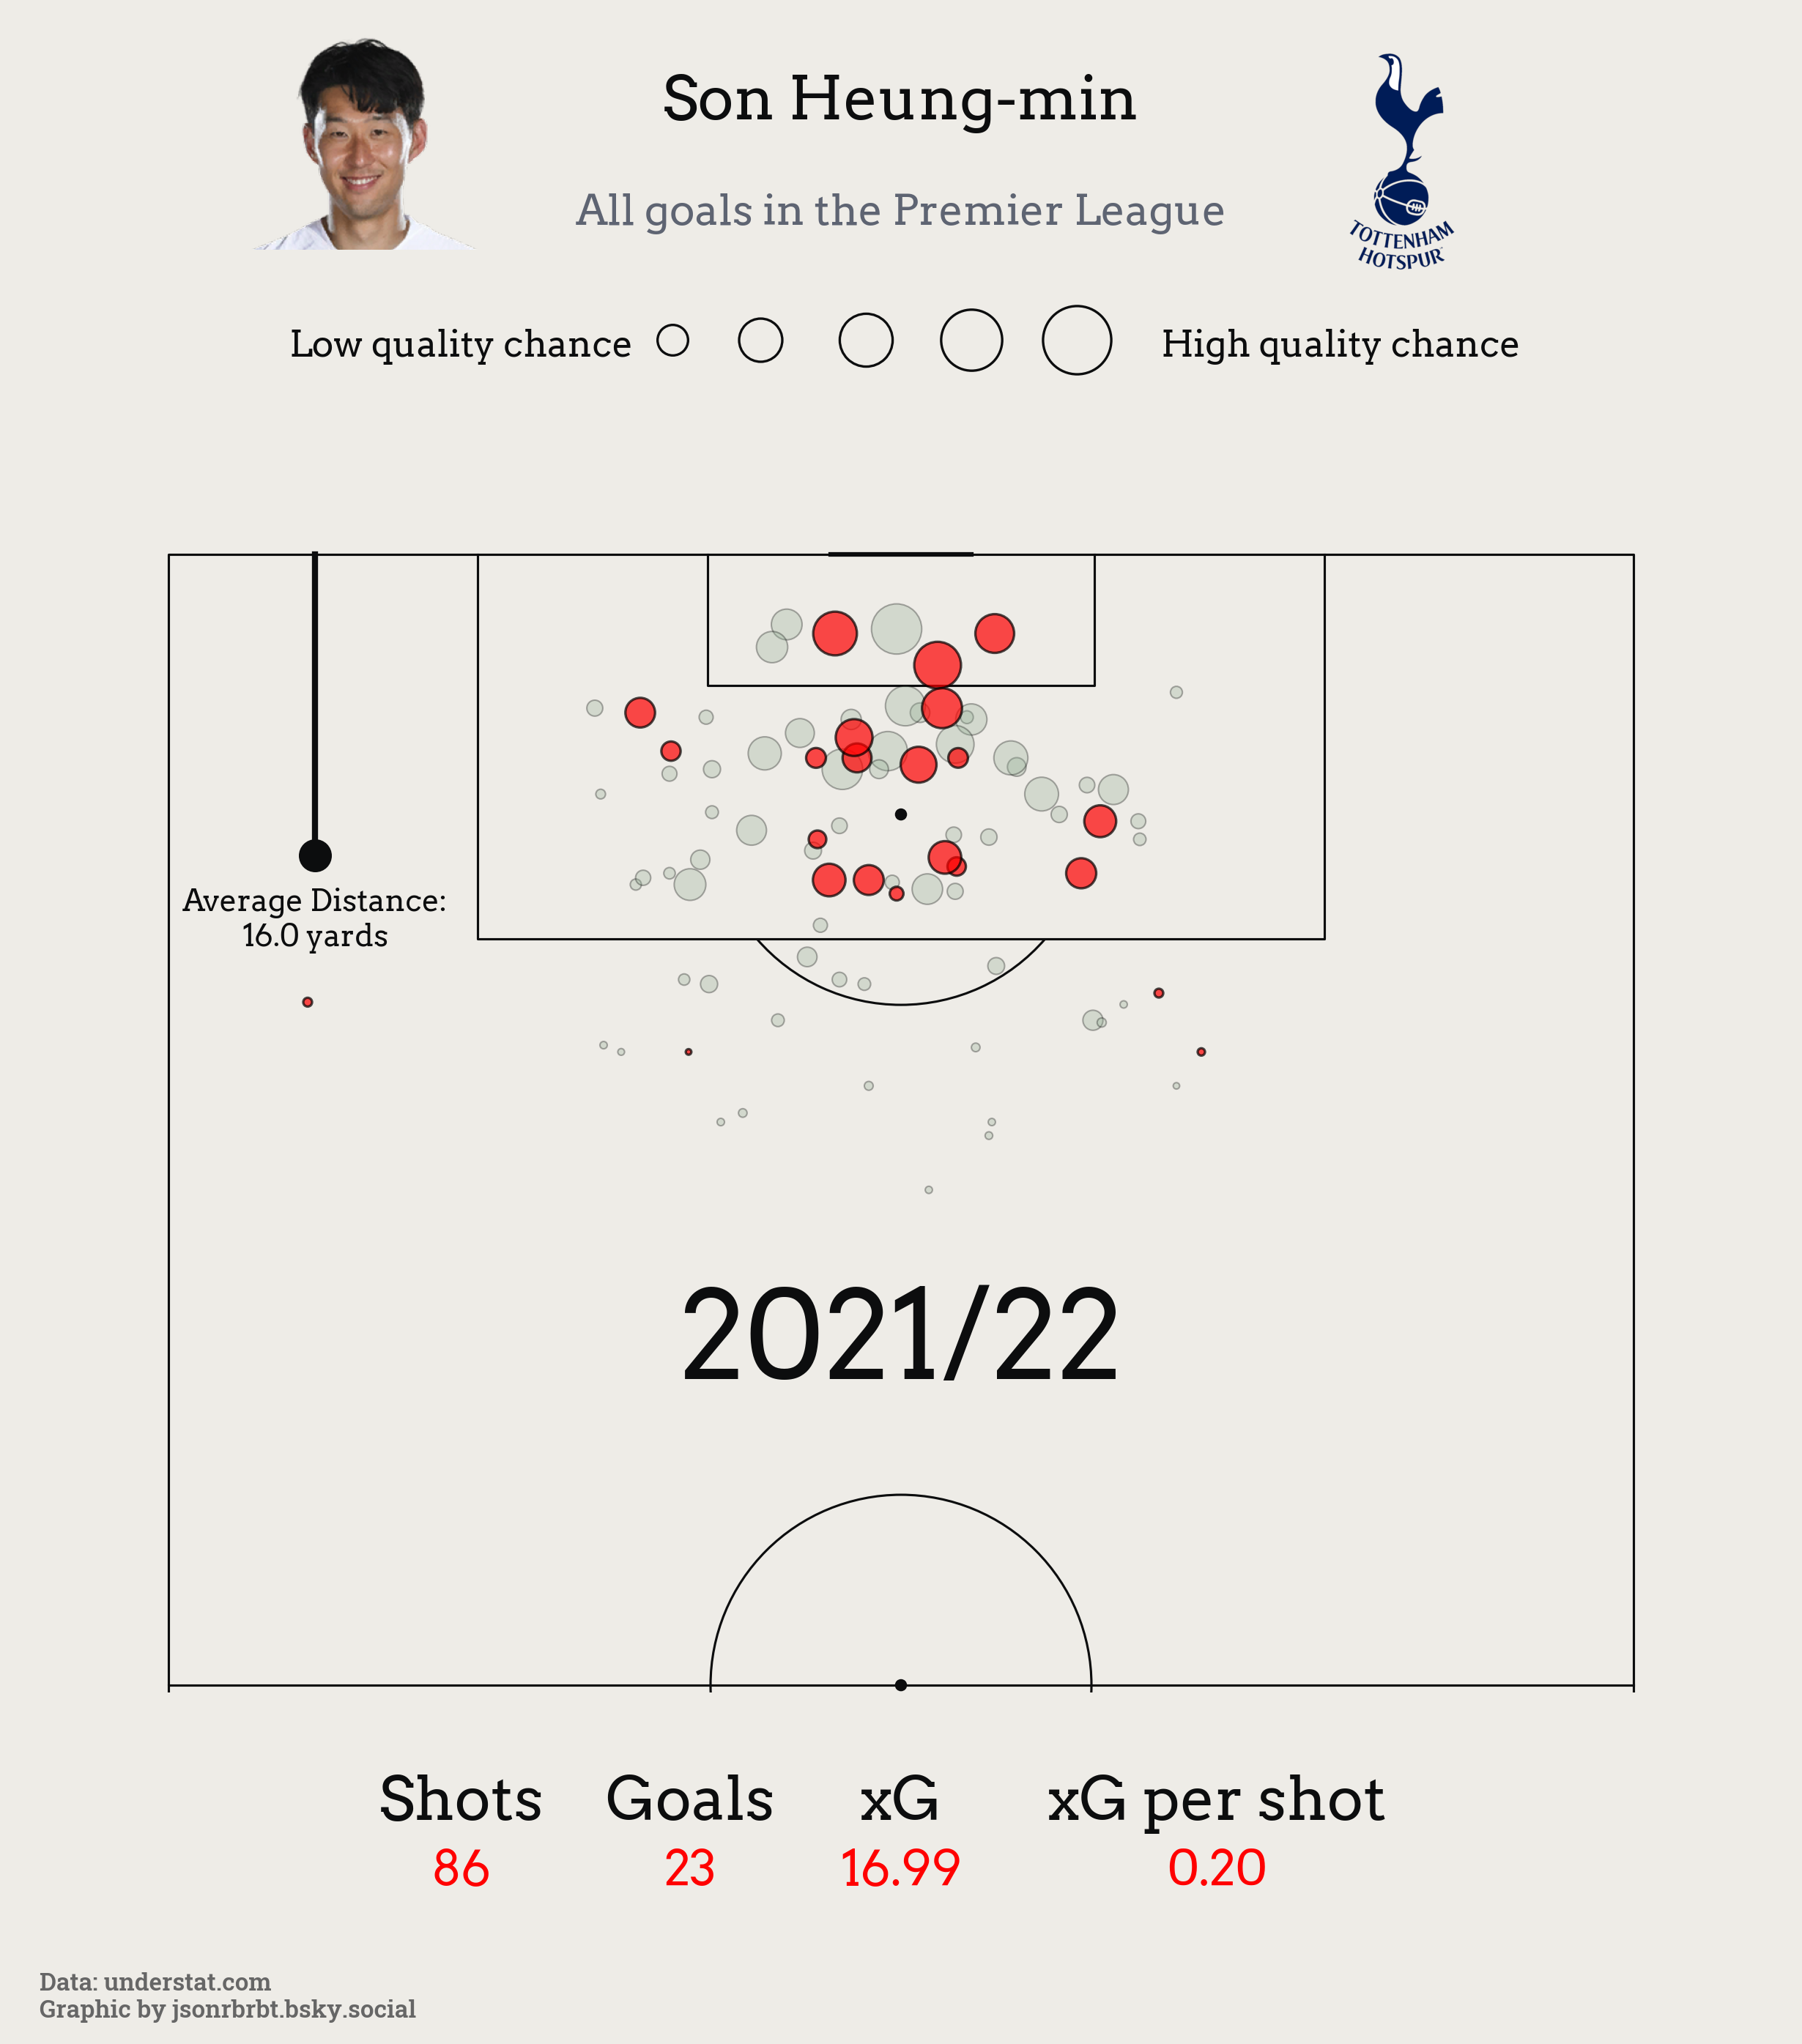 Son Heung-min
All goals in the Premier League
TOTTENHAM
HOTSPUR
Low quality chance
High quality chance
Average Distance:
16.0 yards
2021/22
Shots Goals xG xG per shot
86 23 16.99 0.20
Data: understat.com
Graphic by jsonrbrbt.bsky.social